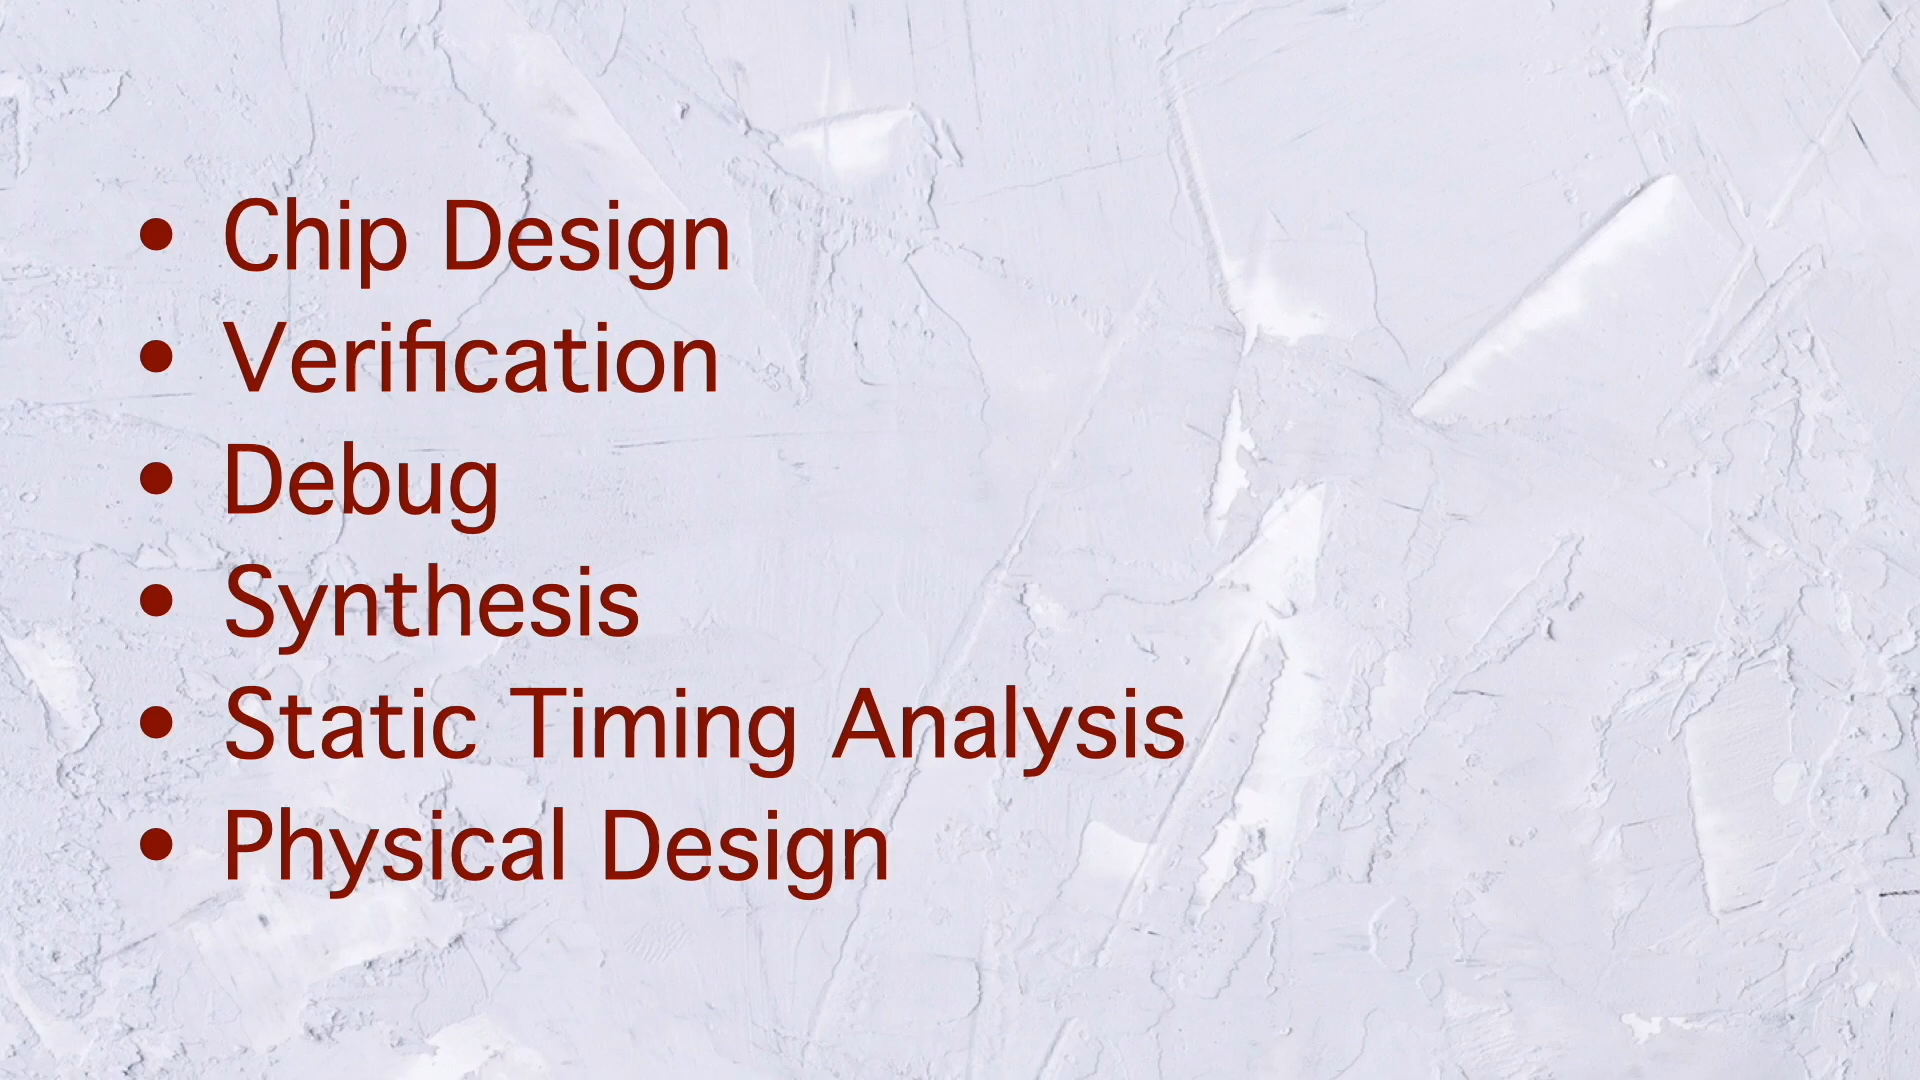 • Chip Design
• Verification
• Debug
• Synthesis
• Static Timing Analysis
• Physical Design